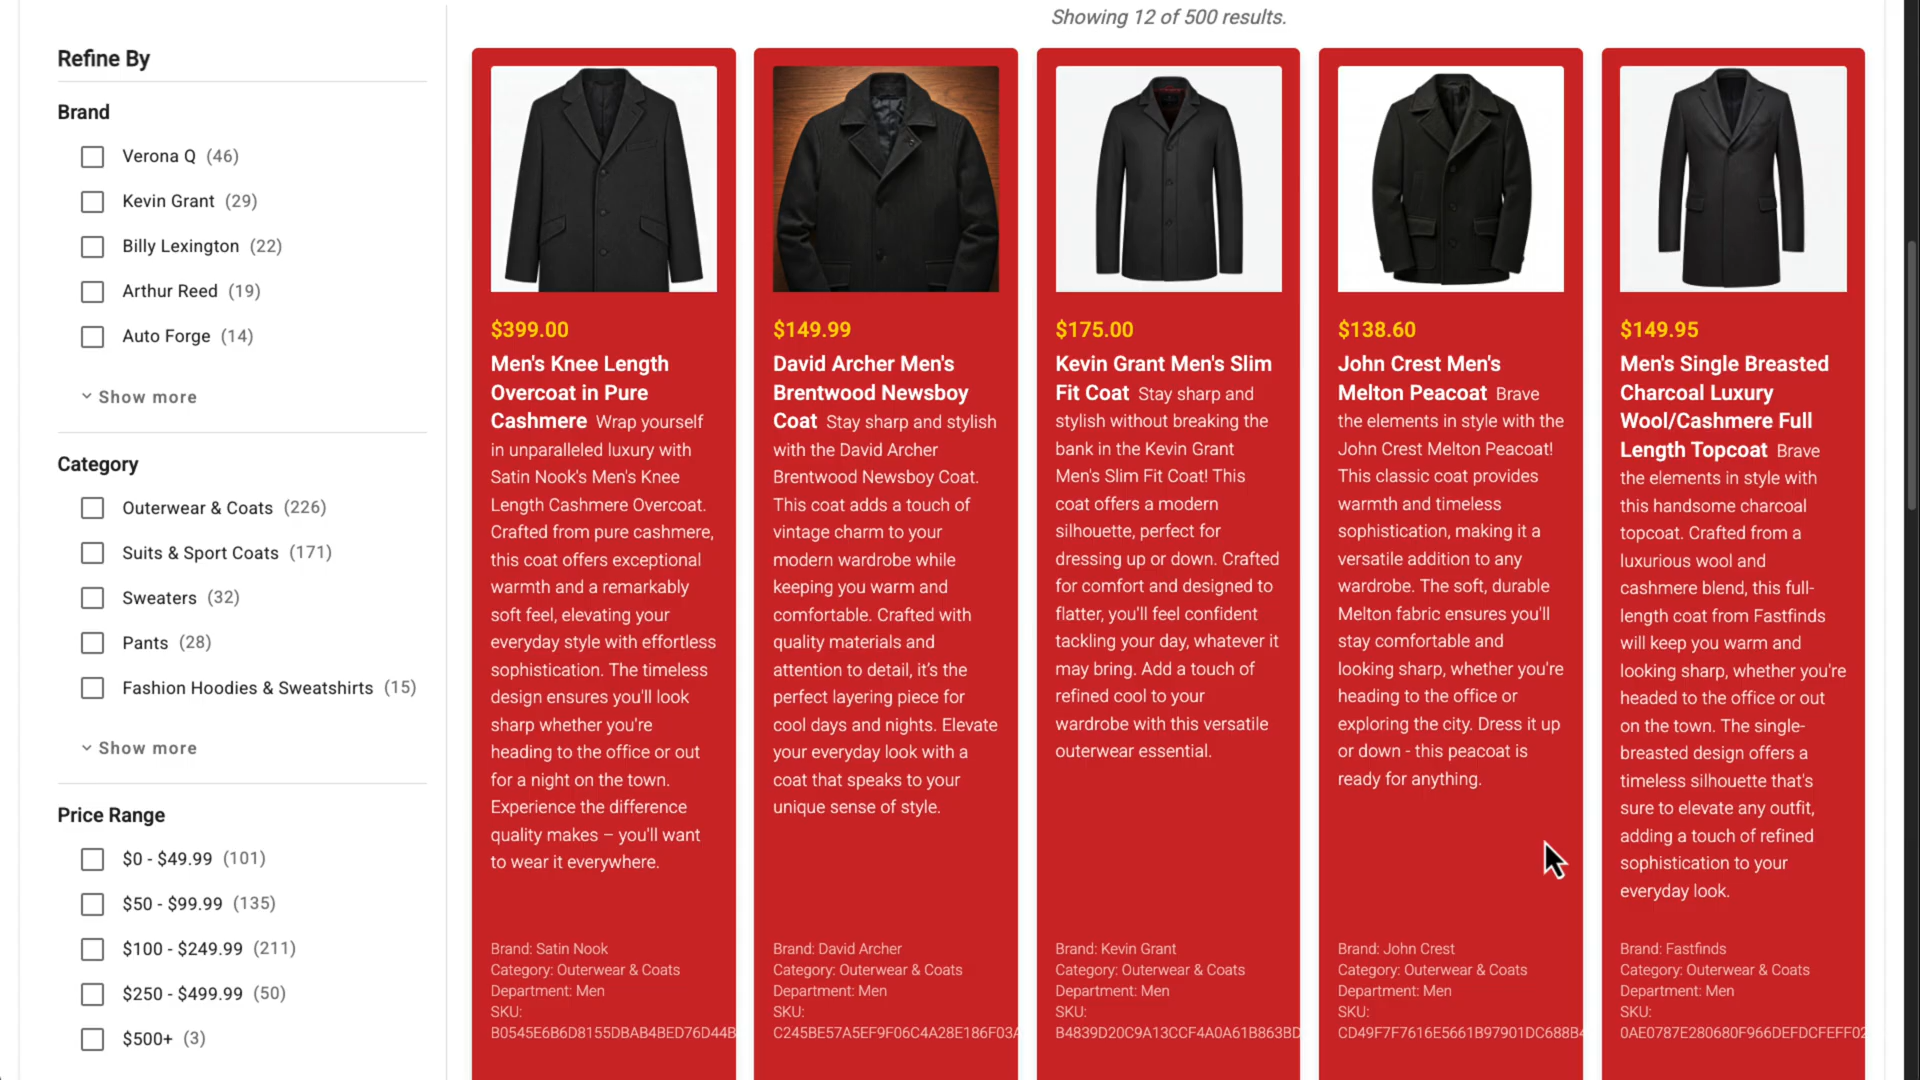 Showing 12 of 500 results.
Refine By
Brand
Verona Q (46)
Kevin Grant (29)
Billy Lexington (22)
Arthur Reed (19)
Auto Forge (14)
Show more
Category
Outerwear & Coats (226)
Suits & Sport Coats (171)
Sweaters (32)
Pants (28)
Fashion Hoodies & Sweatshirts (15)
Show more
Price Range
$0 - $49.99 (101)
$50 - $99.99 (135)
$100 - $249.99 (211)
$250 - $499.99 (50)
$500+ (3)
$399.00
Men's Knee Length
Overcoat in Pure
Cashmere Wrap yourself
in unparalleled luxury with
Satin Nook's Men's Knee
Length Cashmere Overcoat.
Crafted from pure cashmere,
this coat offers exceptional
warmth and a remarkably
soft feel, elevating your
everyday style with effortless
sophistication. The timeless
design ensures you'll look
sharp whether you're
heading to the office or out
for a night on the town.
Experience the difference
quality makes – you'll want
to wear it everywhere.
Brand: Satin Nook
Category: Outerwear & Coats
Department: Men
SKU:
B0545E6B6D8155DBAB4BED76D44B
$149.99
David Archer Men's
Brentwood Newsboy
Coat Stay sharp and stylish
with the David Archer
Brentwood Newsboy Coat.
This coat adds a touch of
vintage charm to your
modern wardrobe while
keeping you warm and
comfortable. Crafted with
quality materials and
attention to detail, it's the
perfect layering piece for
cool days and nights. Elevate
your everyday look with a
coat that speaks to your
unique sense of style.
Brand: David Archer
Category: Outerwear & Coats
Department: Men
SKU:
C245BE57A5EF9F06C4A28E186F03A
$175.00
Kevin Grant Men's Slim
Fit Coat Stay sharp and
stylish without breaking the
bank in the Kevin Grant
Men's Slim Fit Coat! This
coat offers a modern
silhouette, perfect for
dressing up or down. Crafted
for comfort and designed to
flatter, you'll feel confident
tackling your day, whatever it
may bring. Add a touch of
refined cool to your
wardrobe with this versatile
outerwear essential.
Brand: Kevin Grant
Category: Outerwear & Coats
Department: Men
SKU:
B4839D20C9A13CCF4A0A61B863BD
$138.60
John Crest Men's
Melton Peacoat Brave
the elements in style with the
John Crest Melton Peacoat!
This classic coat provides
warmth and timeless
sophistication, making it a
versatile addition to any
wardrobe. The soft, durable
Melton fabric ensures you'll
stay comfortable and
looking sharp, whether you're
heading to the office or
exploring the city. Dress it up
or down - this peacoat is
ready for anything.
Brand: John Crest
Category: Outerwear & Coats
Department: Men
SKU:
CD49F7F7616E5661B97901DC688B4
$149.95
Men's Single Breasted
Charcoal Luxury
Wool/Cashmere Full
Length Topcoat Brave
the elements in style with
this handsome charcoal
topcoat. Crafted from a
luxurious wool and
cashmere blend, this full-
length coat from Fastfinds
will keep you warm and
looking sharp, whether you're
headed to the office or out
on the town. The single-
breasted design offers a
timeless silhouette that's
sure to elevate any outfit,
adding a touch of refined
sophistication to your
everyday look.
Brand: Fastfinds
Category: Outerwear & Coats
Department: Men
SKU:
0AE0787E280680F966DEFDCFEFF02